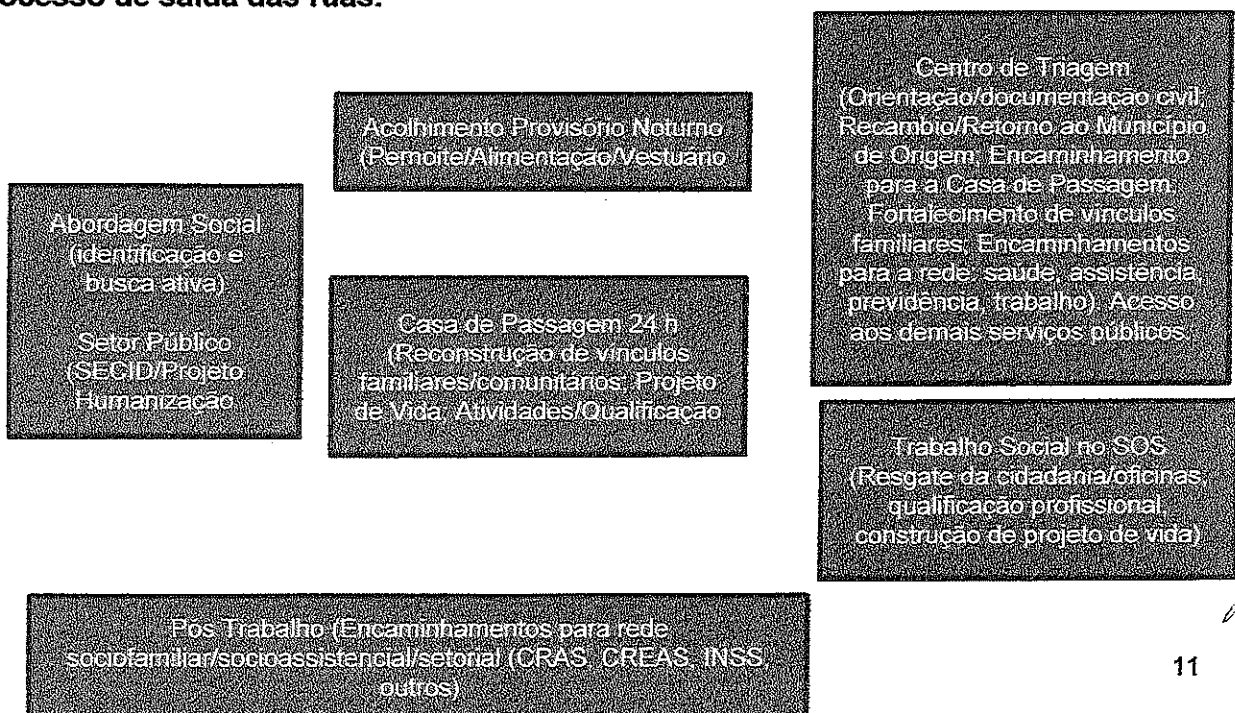 ocesso de saída das ruas.
Abordagem Social
(identificação e
busca ativa)
Setor Público
(SECID/Projeto
Humanização
Acolhimento Provisório Noturno
(Pernoite/Alimentação/Vestuário
Casa de Passagem 24 h
(Reconstrução de vínculos
familiares/comunitários, Projeto
de Vida, Atividades/Qualificação
Centro de Triagem
(Orientação/documentação civil,
Recambio/Retorno ao Município
de Origem, Encaminhamento
para a Casa de Passagem.
Fortalecimento de vínculos
familiares, Encaminhamentos
para a rede: saúde, assistência,
previdência, trabalho). Acesso
aos demais serviços públicos.
Trabalho Social no SOS
(Resgate da cidadania/oficinas,
qualificação profissional,
construção de projeto de vida)
Pos Trabalho (Encaminhamentos para rede
sociofamiliar/socioassistencial/setorial (CRAS, CREAS, INSS,
outros)
11